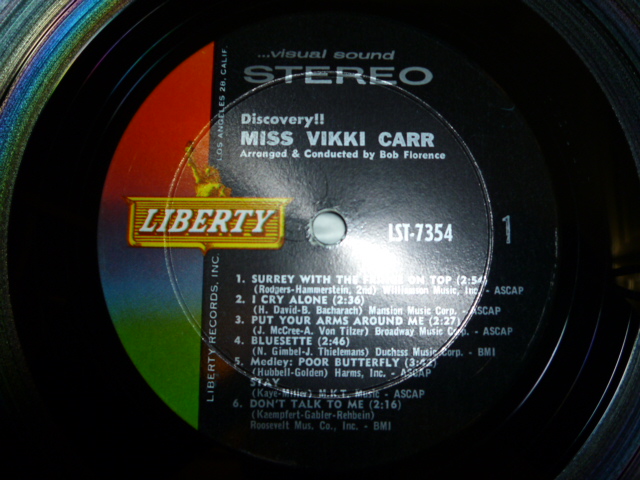 ...visual sound
STEREO
Discovery!!
MISS VIKKI CARR
Arranged & Conducted by Bob Florence
LIBERTY
LST-7354
1
LIBERTY RECORDS, INC. LOS ANGELES 28, CALIF.
1. SURREY WITH THE FRINGE ON TOP (2:54)
(Rodgers-Hammerstein, 2nd) Williamson Music, Inc. - ASCAP
2. I CRY ALONE (2:36)
(H. David-B. Bacharach) Mansion Music Corp. - ASCAP
3. PUT YOUR ARMS AROUND ME (2:27)
(J. McCree-A. Von Tilzer) Broadway Music Corp. - ASCAP
4. BLUESETTE (2:46)
(N. Gimbel-J. Thielemans) Duchess Music Corp. - BMI
5. Medley: POOR BUTTERFLY
(Hubbell-Golden) Harms, Inc. - ASCAP
STAY
(Kaye-Miller) M.K.T. Music - ASCAP
6. DON'T TALK TO ME (2:16)
(Kaempfert-Gabler-Rehbein)
Roosevelt Mus. Co., Inc. - BMI